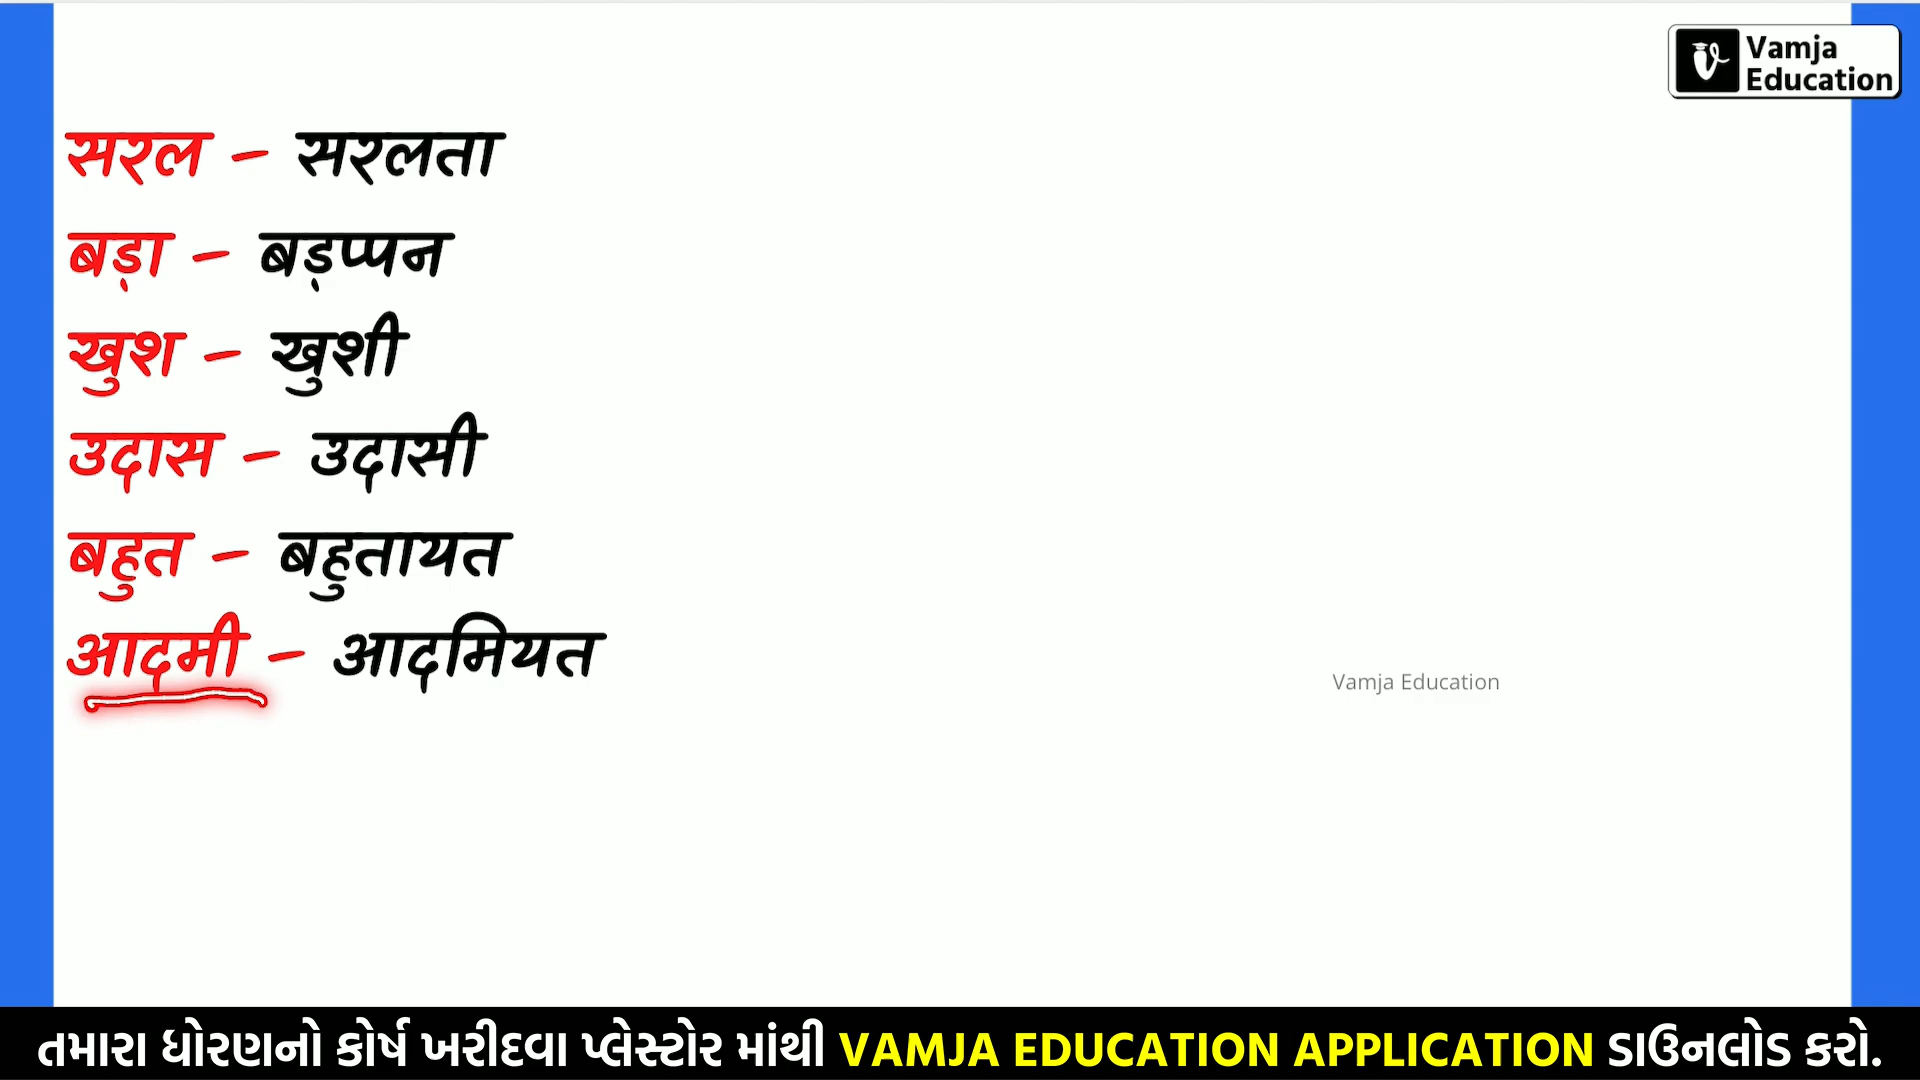 Vamja
Education
सरल - सरलता
बड़ा - बड़प्पन
खुश - खुशी
उदास - उदासी
बहुत - बहुतायत
आदमी - आदमियत
Vamja Education
તમારા ધોરણનો કોર્ષ ખરીદવા પ્લેસ્ટોર માંથી VAMJA EDUCATION APPLICATION ડાઉનલોડ કરો.